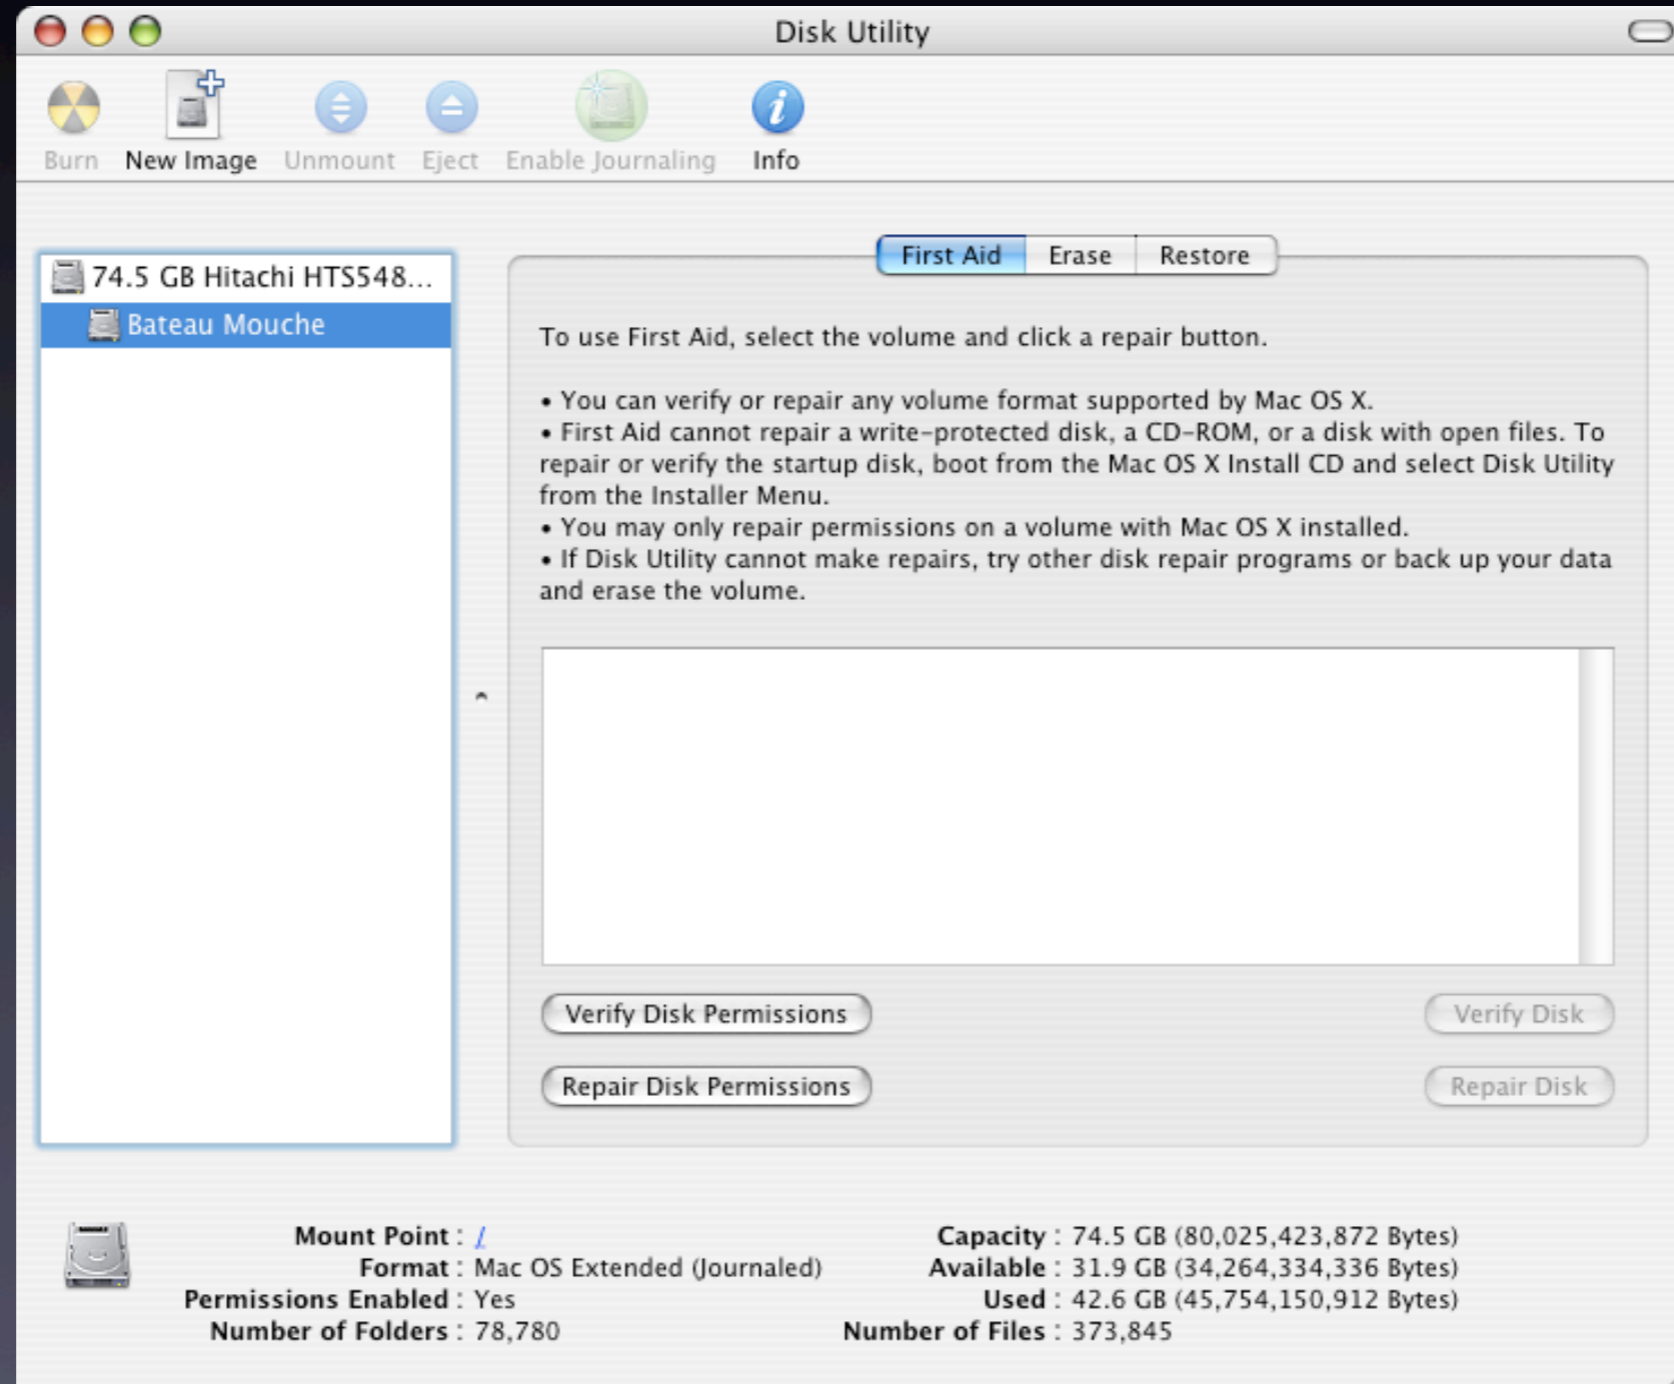 Disk Utility
Burn New Image Unmount Eject Enable Journaling Info
74.5 GB Hitachi HTS548...
Bateau Mouche
First Aid Erase Restore
To use First Aid, select the volume and click a repair button.
• You can verify or repair any volume format supported by Mac OS X.
• First Aid cannot repair a write-protected disk, a CD-ROM, or a disk with open files. To
repair or verify the startup disk, boot from the Mac OS X Install CD and select Disk Utility
from the Installer Menu.
• You may only repair permissions on a volume with Mac OS X installed.
• If Disk Utility cannot make repairs, try other disk repair programs or back up your data
and erase the volume.
Verify Disk Permissions Verify Disk
Repair Disk Permissions Repair Disk
Mount Point : / Capacity : 74.5 GB (80,025,423,872 Bytes)
Format : Mac OS Extended (Journaled) Available : 31.9 GB (34,264,334,336 Bytes)
Permissions Enabled : Yes Used : 42.6 GB (45,754,150,912 Bytes)
Number of Folders : 78,780 Number of Files : 373,845